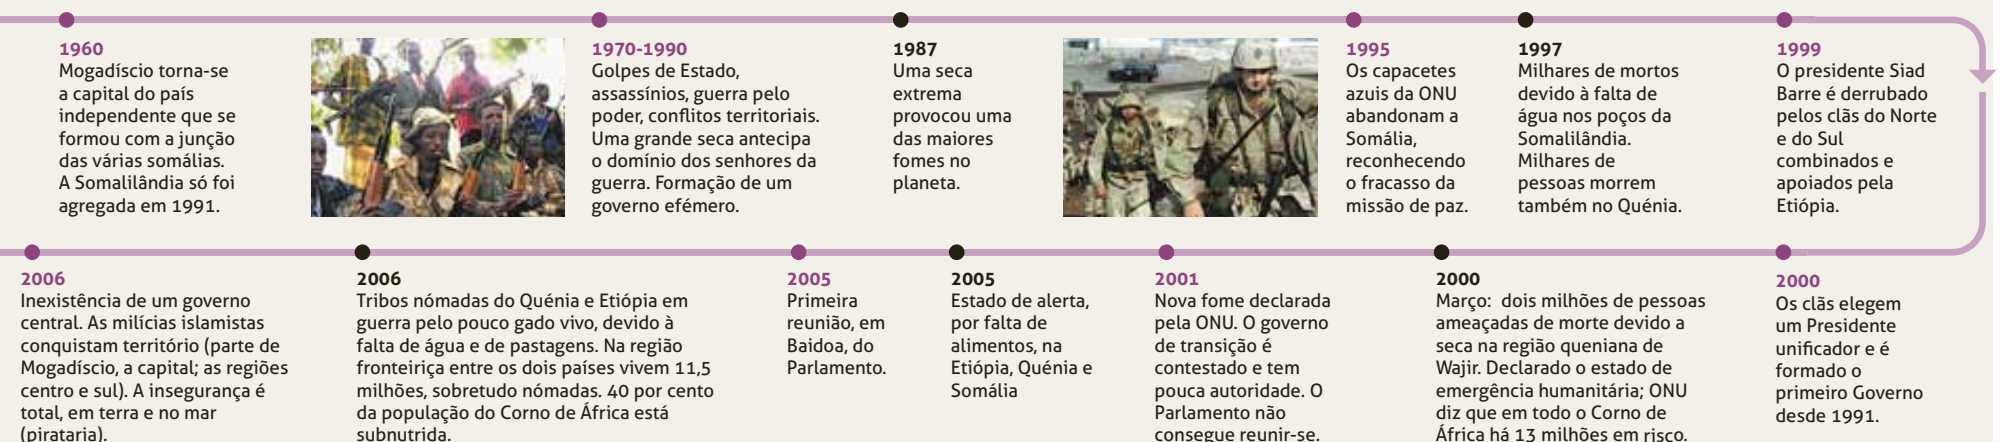 1960
Mogadíscio torna-se
a capital do país
independente que se
formou com a junção
das várias somálias.
A Somalilândia só foi
agregada em 1991.
1970-1990
Golpes de Estado,
assassínios, guerra pelo
poder, conflitos territoriais.
Uma grande seca antecipa
o domínio dos senhores da
guerra. Formação de um
governo efémero.
1987
Uma seca
extrema
provocou uma
das maiores
fomes no
planeta.
1995
Os capacetes
azuis da ONU
abandonam a
Somália,
reconhecendo
o fracasso da
missão de paz.
1997
Milhares de mortos
devido à falta de
água nos poços da
Somalilândia.
Milhares de
pessoas morrem
também no Quénia.
1999
O presidente Siad
Barre é derrubado
pelos clãs do Norte
e do Sul
combinados e
apoiados pela
Etiópia.
2000
Os clãs elegem
um Presidente
unificador e é
formado o
primeiro Governo
desde 1991.
2000
Março: dois milhões de pessoas
ameaçadas de morte devido a
seca na região queniana de
Wajir. Declarado o estado de
emergência humanitária; ONU
diz que em todo o Corno de
África há 13 milhões em risco.
2001
Nova fome declarada
pela ONU. O governo
de transição é
contestado e tem
pouca autoridade. O
Parlamento não
consegue reunir-se.
2005
Estado de alerta,
por falta de
alimentos, na
Etiópia, Quénia e
Somália
2005
Primeira
reunião, em
Baidoa, do
Parlamento.
2006
Tribos nómadas do Quénia e Etiópia em
guerra pelo pouco gado vivo, devido à
falta de água e de pastagens. Na região
fronteiriça entre os dois países vivem 11,5
milhões, sobretudo nómadas. 40 por cento
da população do Corno de África está
subnutrida.
2006
Inexistência de um governo
central. As milícias islamistas
conquistam território (parte de
Mogadíscio, a capital; as regiões
centro e sul). A insegurança é
total, em terra e no mar
(pirataria).